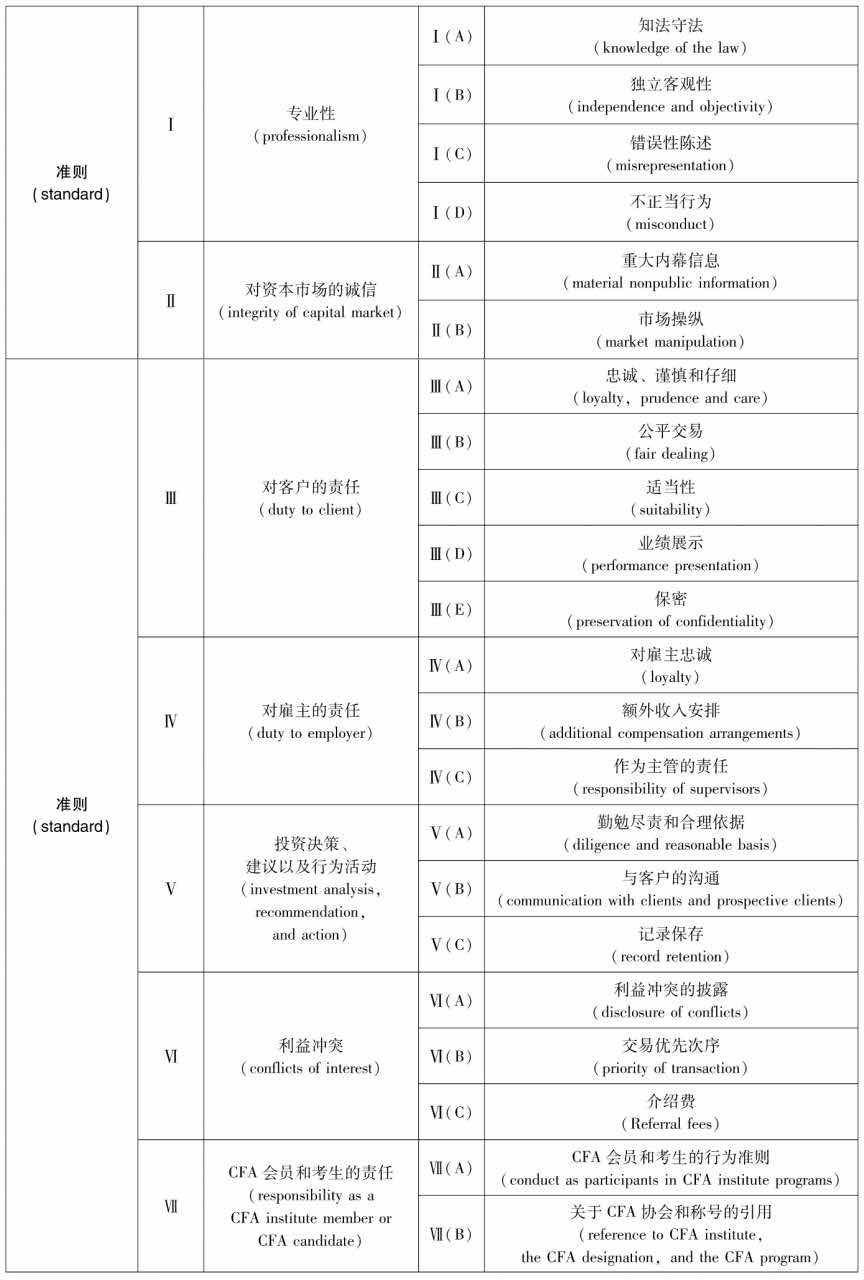 准则
(standard)
Ⅰ
专业性
(professionalism)
Ⅰ(A)
知法守法
(knowledge of the law)
Ⅰ(B)
独立客观性
(independence and objectivity)
Ⅰ(C)
错误性陈述
(misrepresentation)
Ⅰ(D)
不正当行为
(misconduct)
Ⅱ
对资本市场的诚信
(integrity of capital market)
Ⅱ(A)
重大内幕信息
(material nonpublic information)
Ⅱ(B)
市场操纵
(market manipulation)
准则
(standard)
Ⅲ
对客户的责任
(duty to client)
Ⅲ(A)
忠诚、谨慎和仔细
(loyalty, prudence and care)
Ⅲ(B)
公平交易
(fair dealing)
Ⅲ(C)
适当性
(suitability)
Ⅲ(D)
业绩展示
(performance presentation)
Ⅲ(E)
保密
(preservation of confidentiality)
Ⅳ
对雇主的责任
(duty to employer)
Ⅳ(A)
对雇主忠诚
(loyalty)
Ⅳ(B)
额外收入安排
(additional compensation arrangements)
Ⅳ(C)
作为主管的责任
(responsibility of supervisors)
Ⅴ
投资决策、
建议以及行为活动
(investment analysis,
recommendation,
and action)
Ⅴ(A)
勤勉尽责和合理依据
(diligence and reasonable basis)
Ⅴ(B)
与客户的沟通
(communication with clients and prospective clients)
Ⅴ(C)
记录保存
(record retention)
Ⅵ
利益冲突
(conflicts of interest)
Ⅵ(A)
利益冲突的披露
(disclosure of conflicts)
Ⅵ(B)
交易优先次序
(priority of transaction)
Ⅵ(C)
介绍费
(Referral fees)
Ⅶ
CFA 会员和考生的责任
(responsibility as a
CFA institute member or
CFA candidate)
Ⅶ(A)
CFA 会员和考生的行为准则
(conduct as participants in CFA institute programs)
Ⅶ(B)
关于 CFA 协会和称号的引用
(reference to CFA institute,
the CFA designation, and the CFA program)